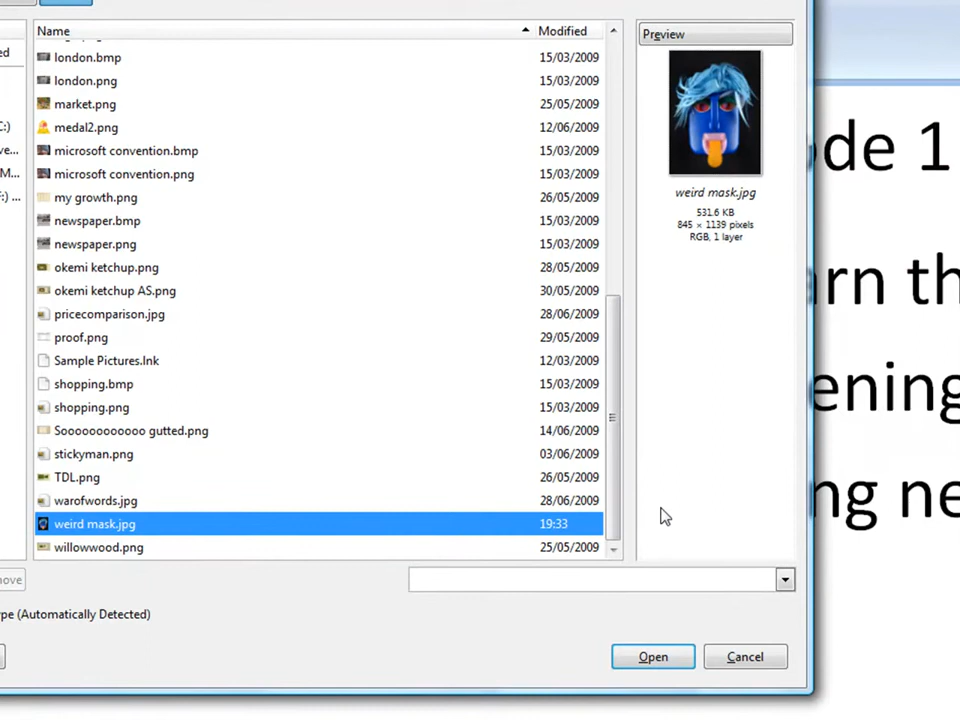 Name Modified
london.bmp 15/03/2009
london.png 15/03/2009
market.png 25/05/2009
medal2.png 12/06/2009
microsoft convention.bmp 15/03/2009
microsoft convention.png 15/03/2009
my growth.png 26/05/2009
newspaper.bmp 15/03/2009
newspaper.png 15/03/2009
okemi ketchup.png 28/05/2009
okemi ketchup AS.png 30/05/2009
pricecomparison.jpg 28/06/2009
proof.png 29/05/2009
Sample Pictures.lnk 12/03/2009
shopping.bmp 15/03/2009
shopping.png 15/03/2009
Soooooooooooo gutted.png 14/06/2009
stickyman.png 03/06/2009
TDL.png 26/05/2009
warofwords.jpg 28/06/2009
weird mask.jpg 19:33
willowwood.png 25/05/2009
Preview
weird mask.jpg
531.6 KB
845 × 1139 pixels
RGB, 1 layer
ed
C:)
ve...
M...
F:) ...
ove
ype (Automatically Detected)
Open Cancel
ode 1
arn th
ening
ng ne